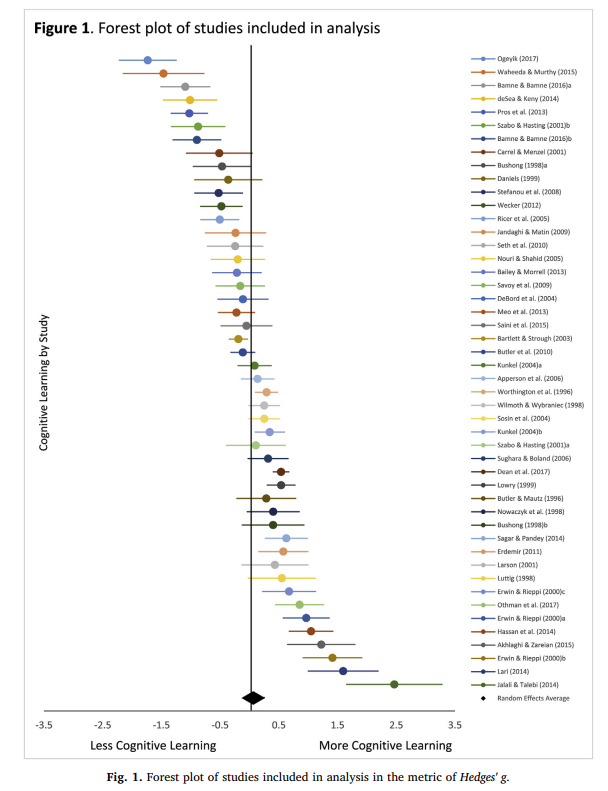 Figure 1. Forest plot of studies included in analysis
Ogeyik (2017)
Waheeda & Murthy (2015)
Bamne & Bamne (2016)a
deSea & Keny (2014)
Pros et al. (2013)
Szabo & Hasting (2001)b
Bamne & Bamne (2016)b
Carrel & Menzel (2001)
Bushong (1998)a
Daniels (1999)
Stefanou et al. (2008)
Wecker (2012)
Ricer et al. (2005)
Jandaghi & Matin (2009)
Seth et al. (2010)
Nouri & Shahid (2005)
Bailey & Morrell (2013)
Savoy et al. (2009)
DeBord et al. (2004)
Meo et al. (2013)
Saini et al. (2015)
Bartlett & Strough (2003)
Butler et al. (2010)
Kunkel (2004)a
Apperson et al. (2006)
Worthington et al. (1996)
Wilmoth & Wybraniec (1998)
Sosin et al. (2004)
Kunkel (2004)b
Szabo & Hasting (2001)a
Sughara & Boland (2006)
Dean et al. (2017)
Lowry (1999)
Butler & Mautz (1996)
Nowaczyk et al. (1998)
Bushong (1998)b
Sagar & Pandey (2014)
Erdemir (2011)
Larson (2001)
Luttig (1998)
Erwin & Rieppi (2000)c
Othman et al. (2017)
Erwin & Rieppi (2000)a
Hassan et al. (2014)
Akhlaghi & Zareian (2015)
Erwin & Rieppi (2000)b
Lari (2014)
Jalali & Talebi (2014)
Random Effects Average
Cognitive Learning by Study
-3.5 -2.5 -1.5 -0.5 0.5 1.5 2.5 3.5
Less Cognitive Learning More Cognitive Learning
Fig. 1. Forest plot of studies included in analysis in the metric of Hedges' g.